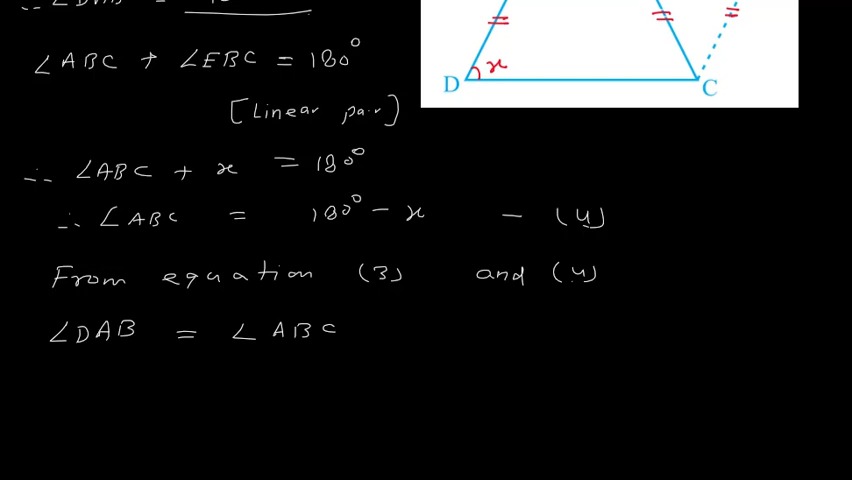 ∠ABC + ∠EBC = 180°
[Linear pair]
∴ ∠ABC + x = 180°
∴ ∠ABC = 180° - x - (4)
From equation (3) and (4)
∠DAB = ∠ABC
x
D
C